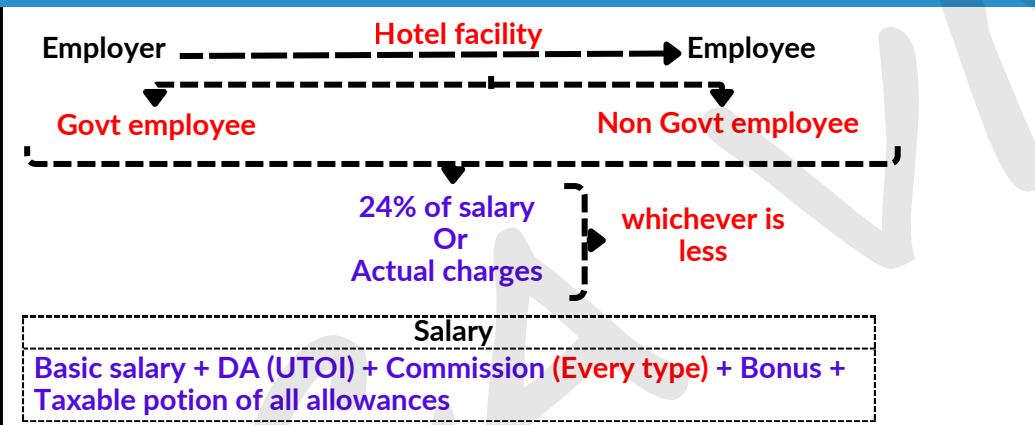 Hotel facility
Employer
Employee
Govt employee
Non Govt employee
24% of salary
Or
Actual charges
whichever is
less
Salary
Basic salary + DA (UTOI) + Commission (Every type) + Bonus +
Taxable potion of all allowances